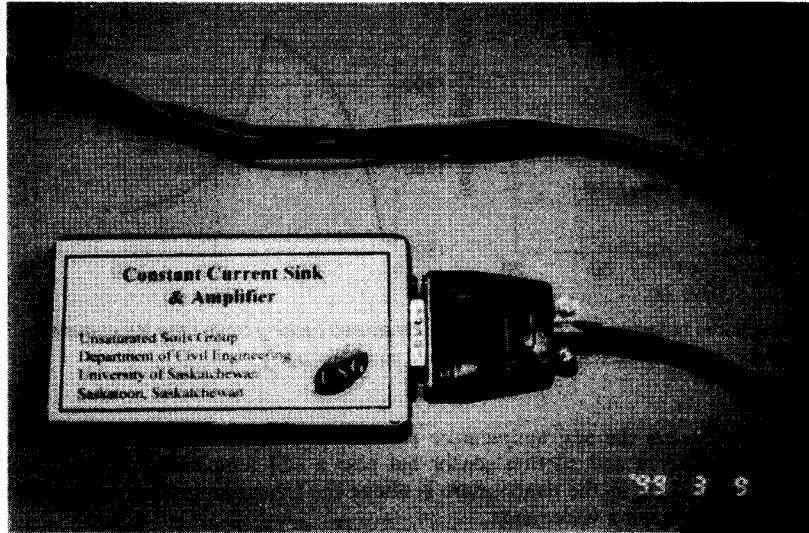 Constant Current Sink
& Amplifier
Unsaturated Soils Group
Department of Civil Engineering
University of Saskatchewan
Saskatoon, Saskatchewan
'99 3 9